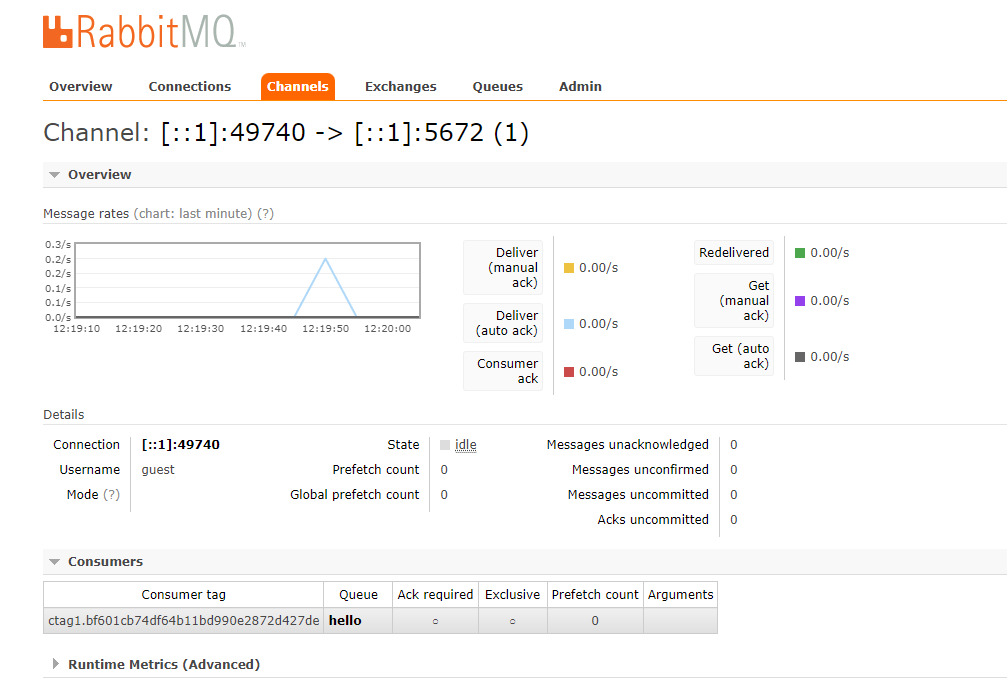 RabbitMQ TM
Overview Connections Channels Exchanges Queues Admin
Channel: [::1]:49740 -> [::1]:5672 (1)
Overview
Message rates (chart: last minute) (?)
0.3/s
0.2/s
0.2/s
0.1/s
0.1/s
0.0/s
12:19:10 12:19:20 12:19:30 12:19:40 12:19:50 12:20:00
Deliver
(manual
ack)
0.00/s
Deliver
(auto ack)
0.00/s
Consumer
ack
0.00/s
Redelivered
0.00/s
Get
(manual
ack)
0.00/s
Get (auto
ack)
0.00/s
Details
Connection [::1]:49740
Username guest
Mode (?)
State idle
Prefetch count 0
Global prefetch count 0
Messages unacknowledged 0
Messages unconfirmed 0
Messages uncommitted 0
Acks uncommitted 0
Consumers
Consumer tag Queue Ack required Exclusive Prefetch count Arguments
ctag1.bf601cb74df64b11bd990e2872d427de hello ○ ○ 0
Runtime Metrics (Advanced)